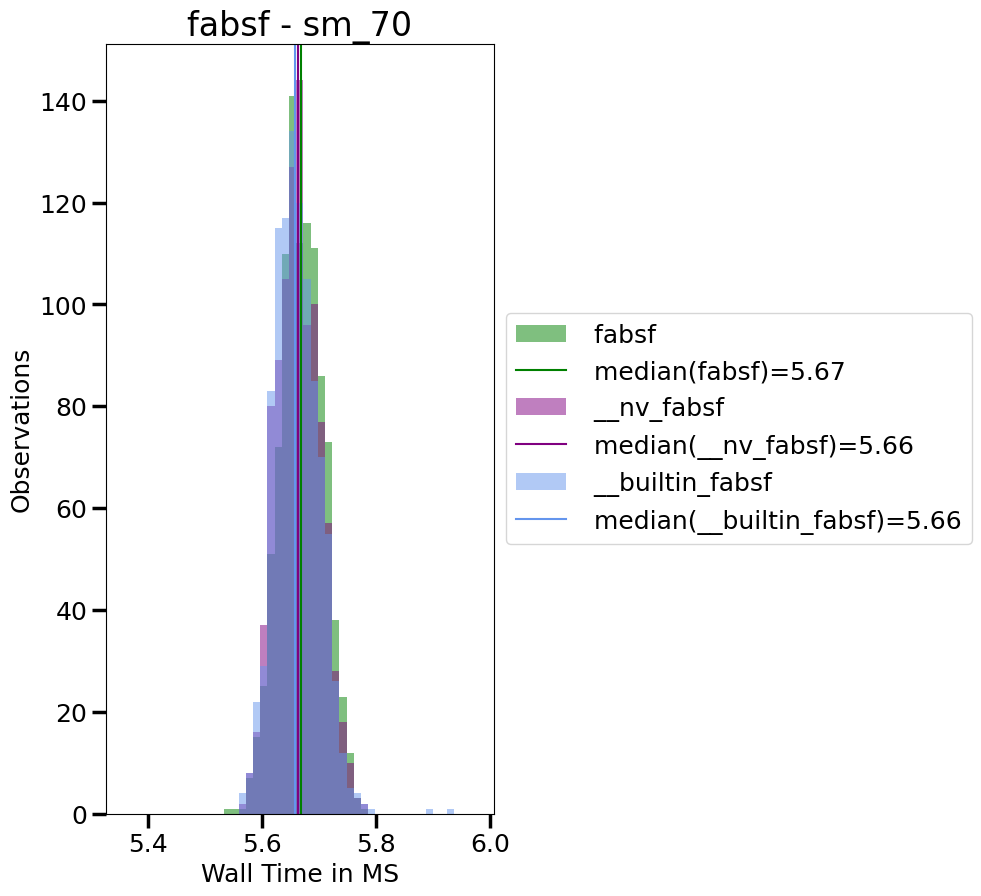 fabsf - sm_70
140
120
100
80
60
40
20
0
Observations
5.4 5.6 5.8 6.0
Wall Time in MS
fabsf
median(fabsf)=5.67
__nv_fabsf
median(__nv_fabsf)=5.66
__builtin_fabsf
median(__builtin_fabsf)=5.66